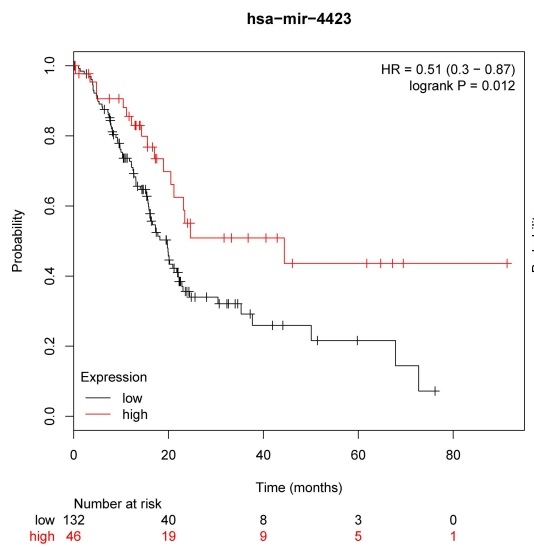 hsa-mir-4423
HR = 0.51 (0.3 − 0.87)
logrank P = 0.012
Probability
1.0
0.8
0.6
0.4
0.2
0.0
Expression
low
high
0 20 40 60 80
Time (months)
Number at risk
low 132 40 8 3 0
high 46 19 9 5 1